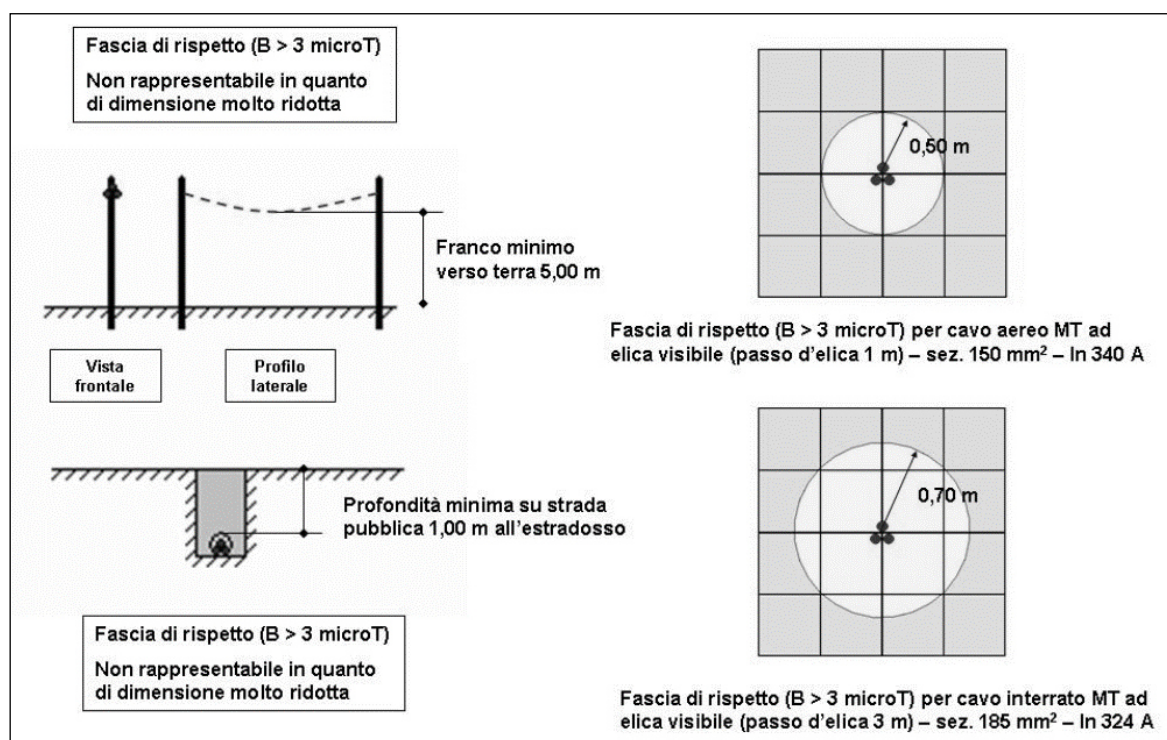 Fascia di rispetto (B > 3 microT)
Non rappresentabile in quanto
di dimensione molto ridotta
Franco minimo
verso terra 5,00 m
Vista
frontale
Profilo
laterale
Profondità minima su strada
pubblica 1,00 m all'estradosso
Fascia di rispetto (B > 3 microT)
Non rappresentabile in quanto
di dimensione molto ridotta
0,50 m
Fascia di rispetto (B > 3 microT) per cavo aereo MT ad
elica visibile (passo d'elica 1 m) – sez. 150 mm² – In 340 A
0,70 m
Fascia di rispetto (B > 3 microT) per cavo interrato MT ad
elica visibile (passo d'elica 3 m) – sez. 185 mm² – In 324 A